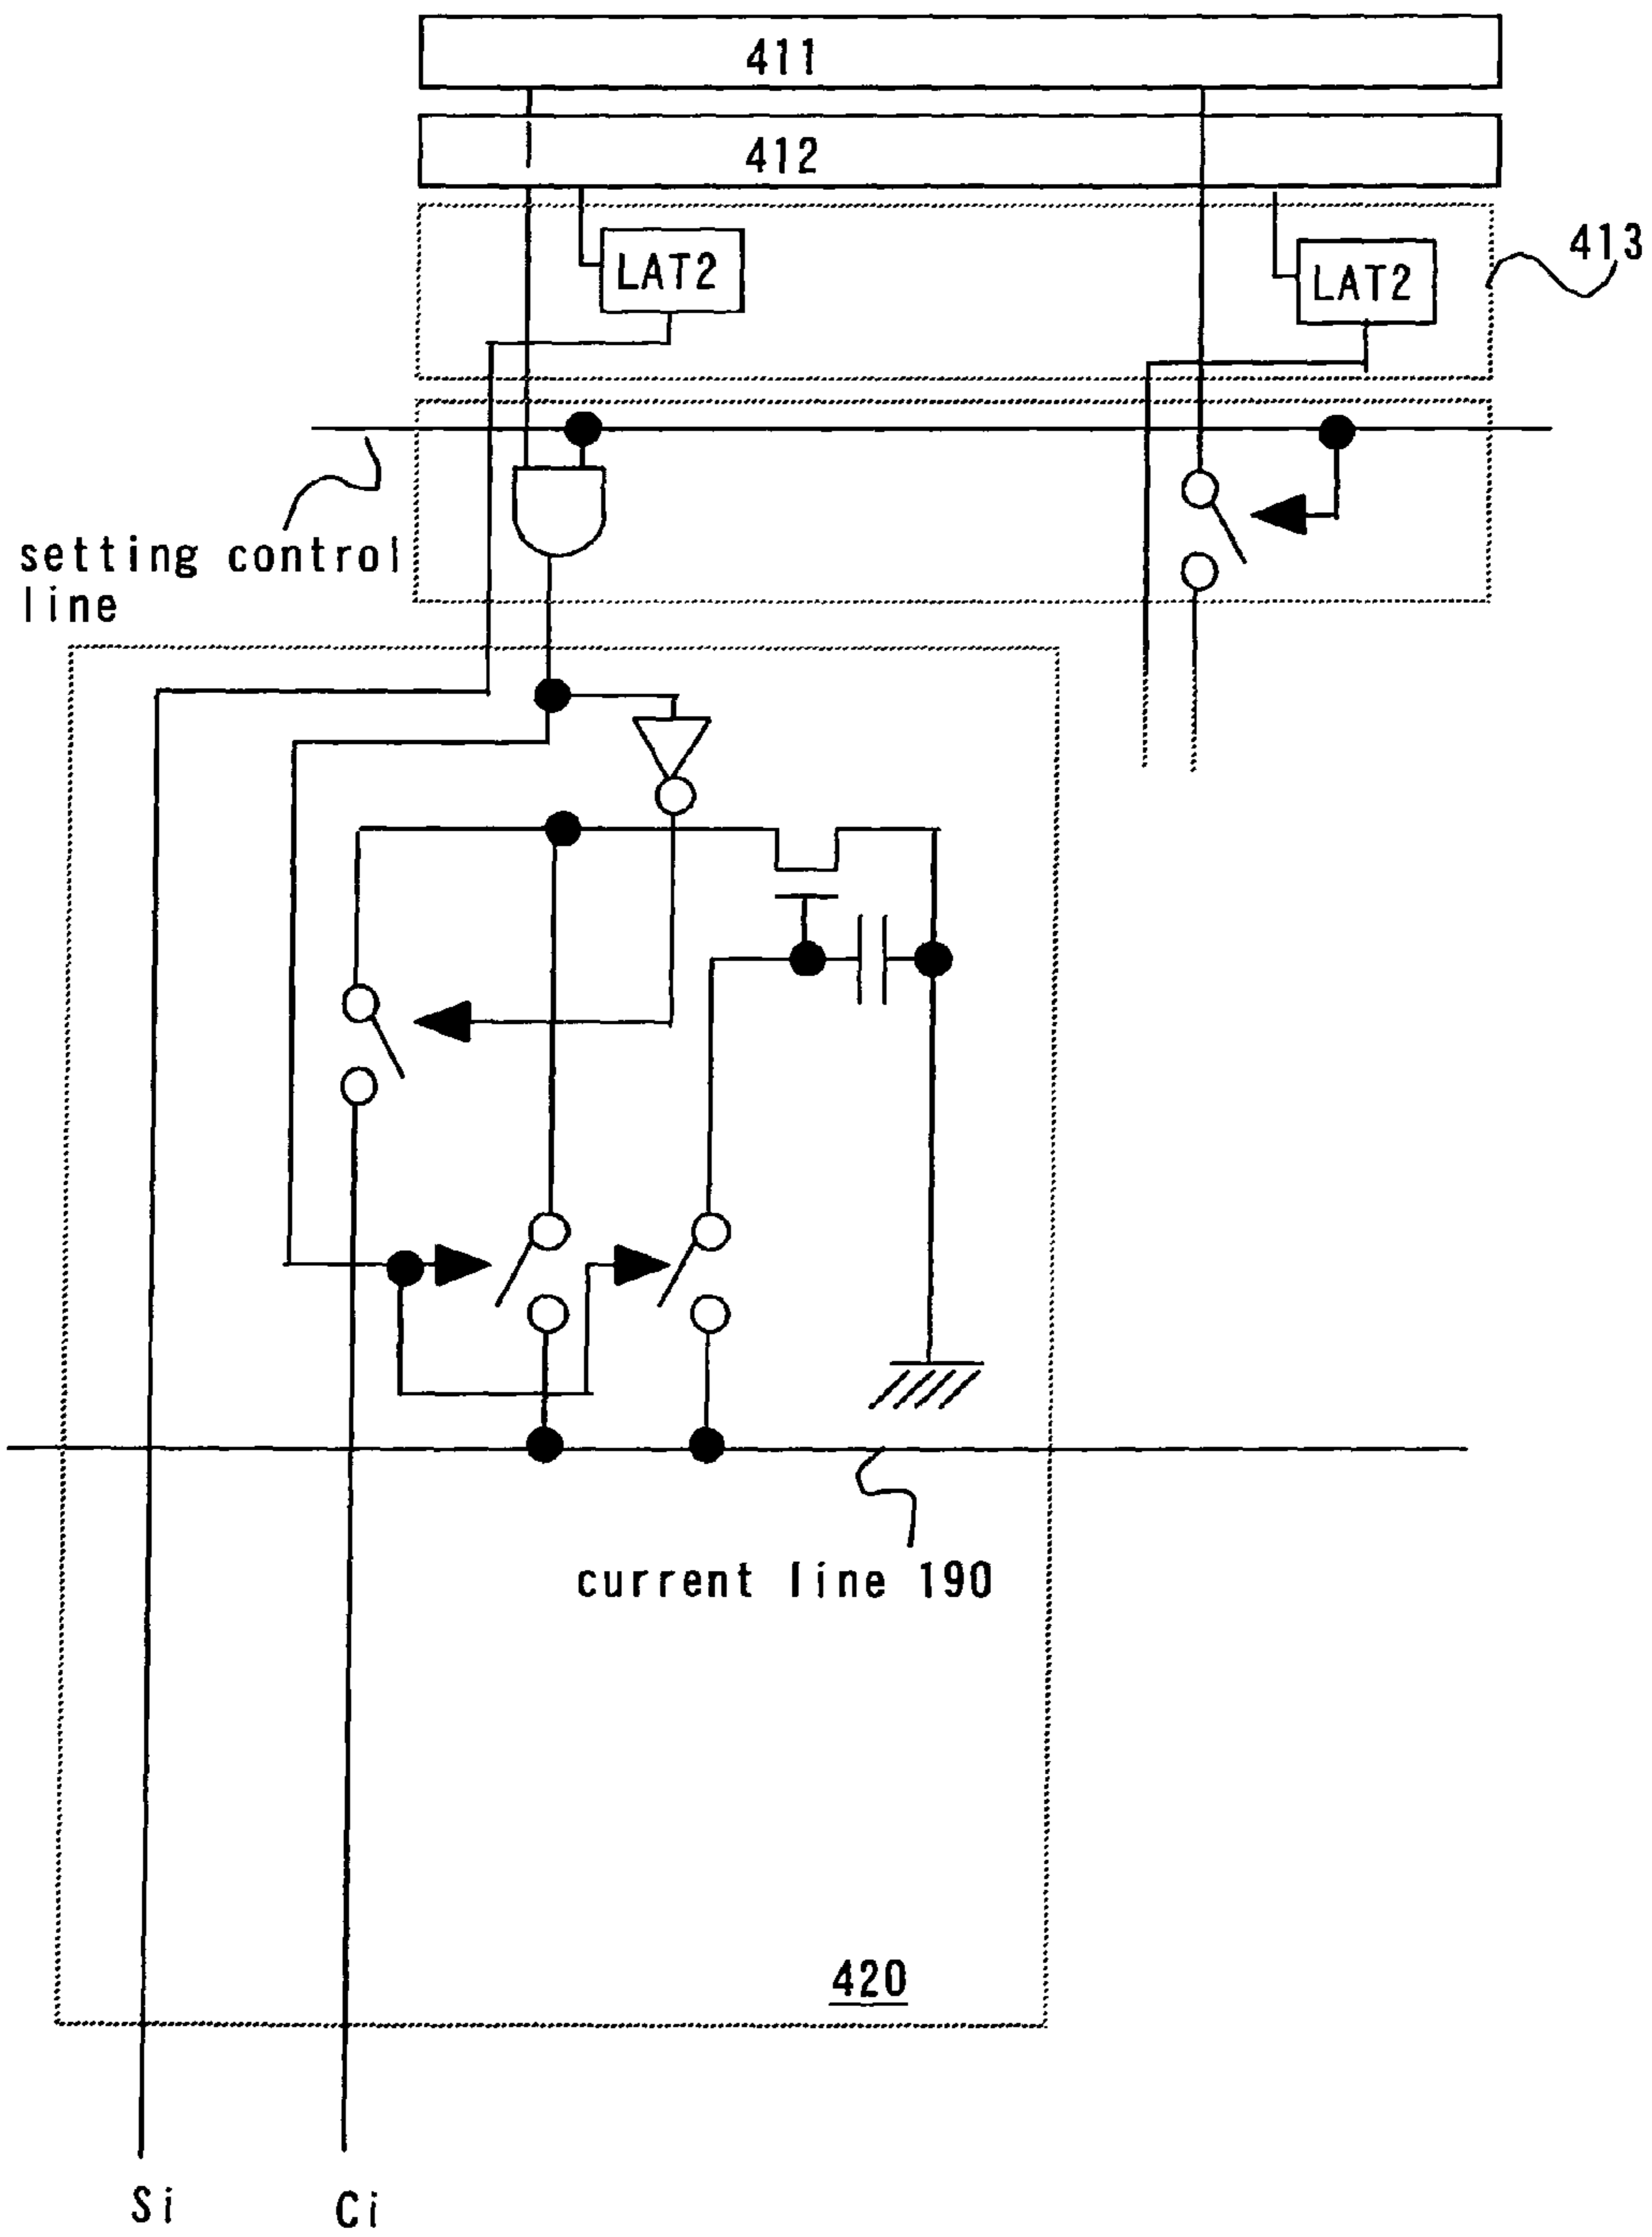 411
412
413
LAT2
LAT2
setting control
line
current line 190
420
Si
Ci